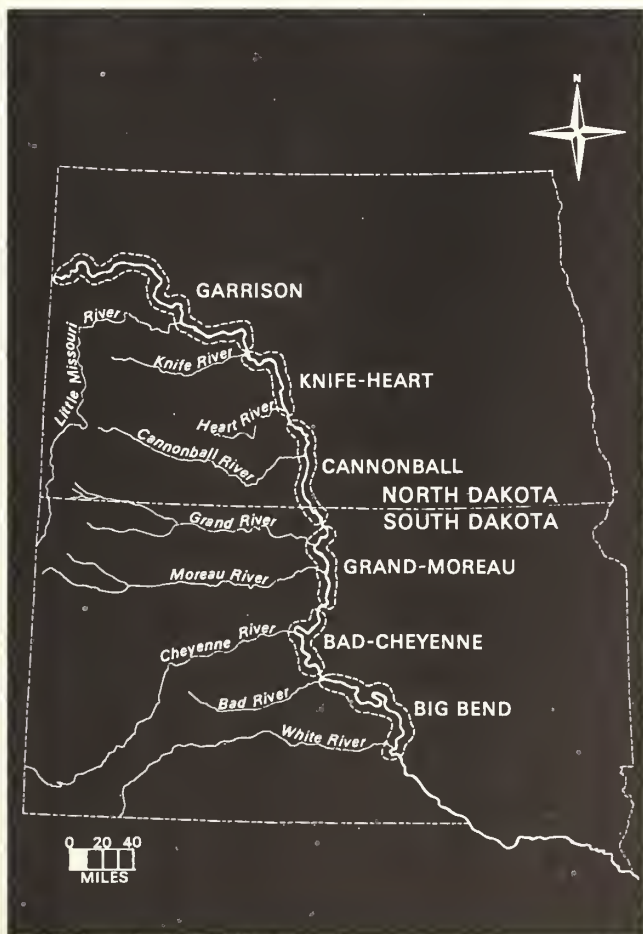 N
GARRISON
Little Missouri River
Knife River
KNIFE-HEART
Heart River
Cannonball River
CANNONBALL
NORTH DAKOTA
SOUTH DAKOTA
Grand River
GRAND-MOREAU
Moreau River
Cheyenne River
BAD-CHEYENNE
Bad River
BIG BEND
White River
0 20 40
MILES